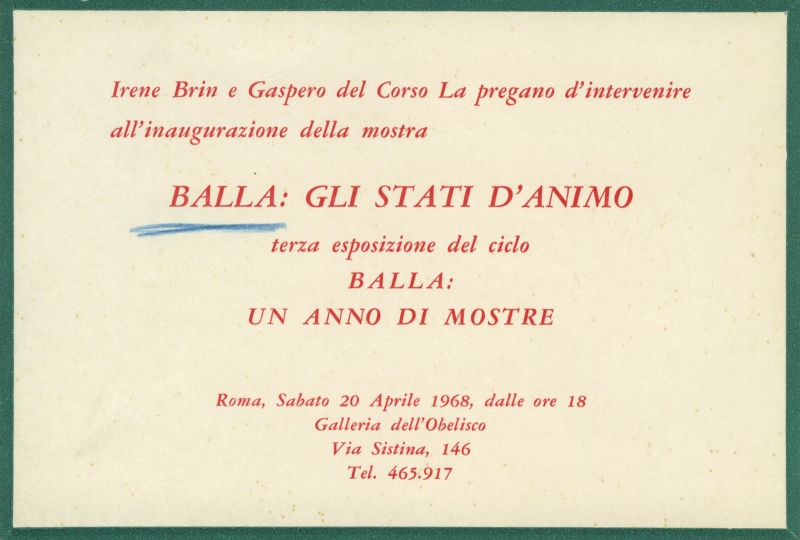 Irene Brin e Gaspero del Corso La pregano d'intervenire
all'inaugurazione della mostra
BALLA: GLI STATI D'ANIMO
terza esposizione del ciclo
BALLA:
UN ANNO DI MOSTRE
Roma, Sabato 20 Aprile 1968, dalle ore 18
Galleria dell'Obelisco
Via Sistina, 146
Tel. 465.917